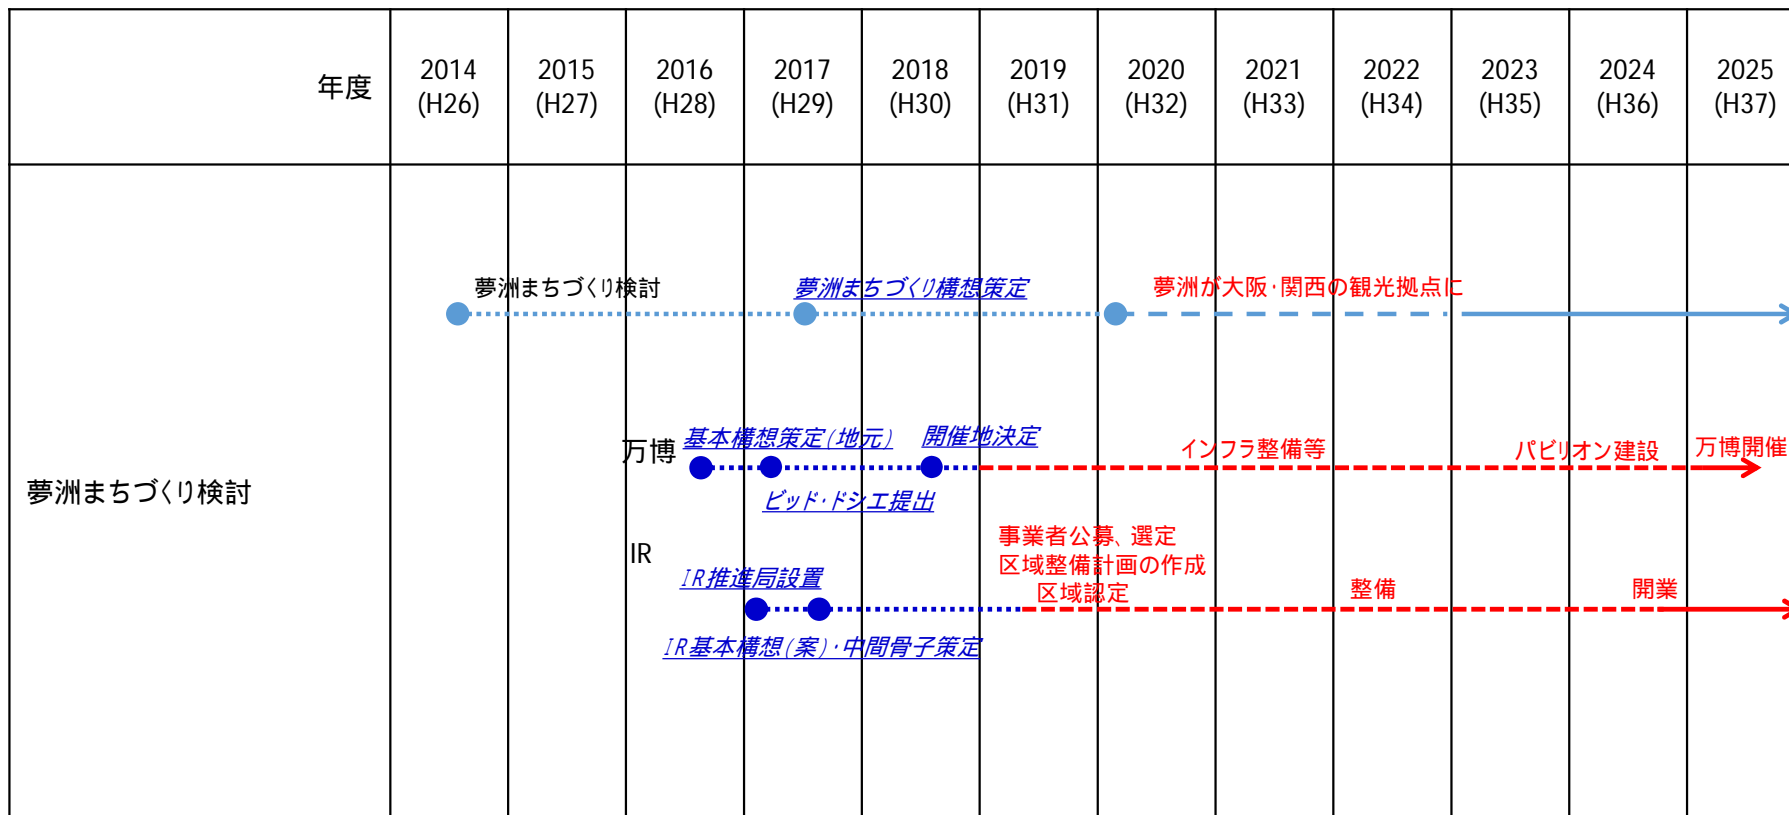 年度
2014
(H26)
2015
(H27)
2016
(H28)
2017
(H29)
2018
(H30)
2019
(H31)
2020
(H32)
2021
(H33)
2022
(H34)
2023
(H35)
2024
(H36)
2025
(H37)
夢洲まちづくり検討
夢洲まちづくり検討
夢洲まちづくり構想策定
夢洲が大阪・関西の観光拠点に
万博
基本構想策定(地元)
開催地決定
インフラ整備等
パビリオン建設
万博開催
ビッド・ドシエ提出
IR
IR推進局設置
事業者公募、選定
区域整備計画の作成
区域認定
整備
開業
IR基本構想(案)・中間骨子策定